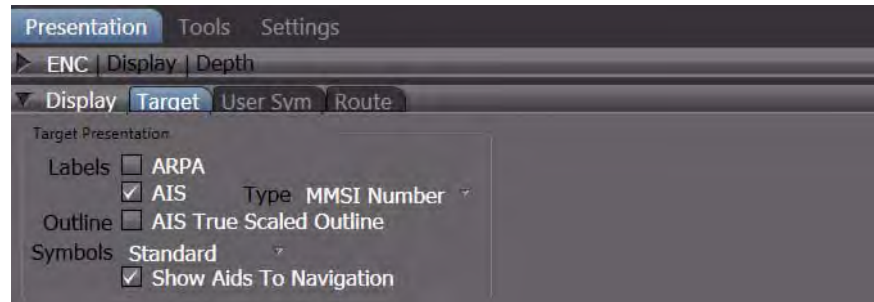 Presentation Tools Settings
ENC | Display | Depth
Display Target User Sym Route
Target Presentation
Labels ARPA
AIS Type MMSI Number
Outline AIS True Scaled Outline
Symbols Standard
Show Aids To Navigation